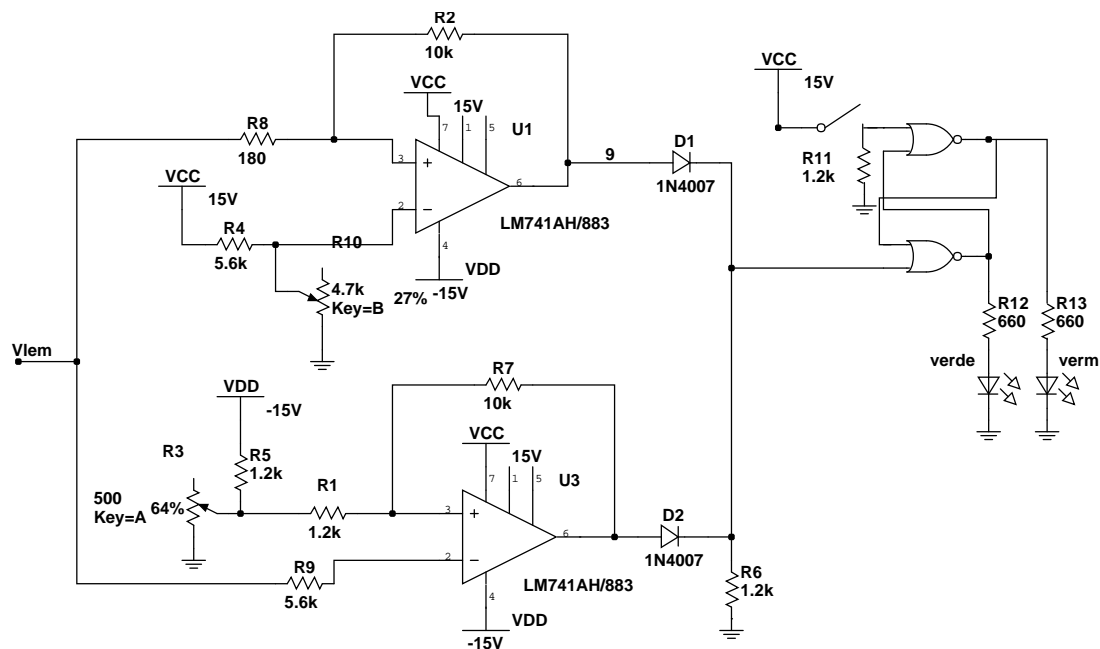 R2
10k
VCC
15V
7
1
5
U1
R8
180
3
+
2
−
6
4
LM741AH/883
VDD
-15V
VCC
15V
R4
5.6k
R10
4.7k
Key=B
27%
9
D1
1N4007
VCC
15V
R11
1.2k
R12
660
R13
660
verde
verm
Vlem
VDD
-15V
R3
500
Key=A
64%
R5
1.2k
R1
1.2k
R9
5.6k
R7
10k
VCC
15V
7
1
5
U3
3
+
2
−
6
4
LM741AH/883
VDD
-15V
D2
1N4007
R6
1.2k